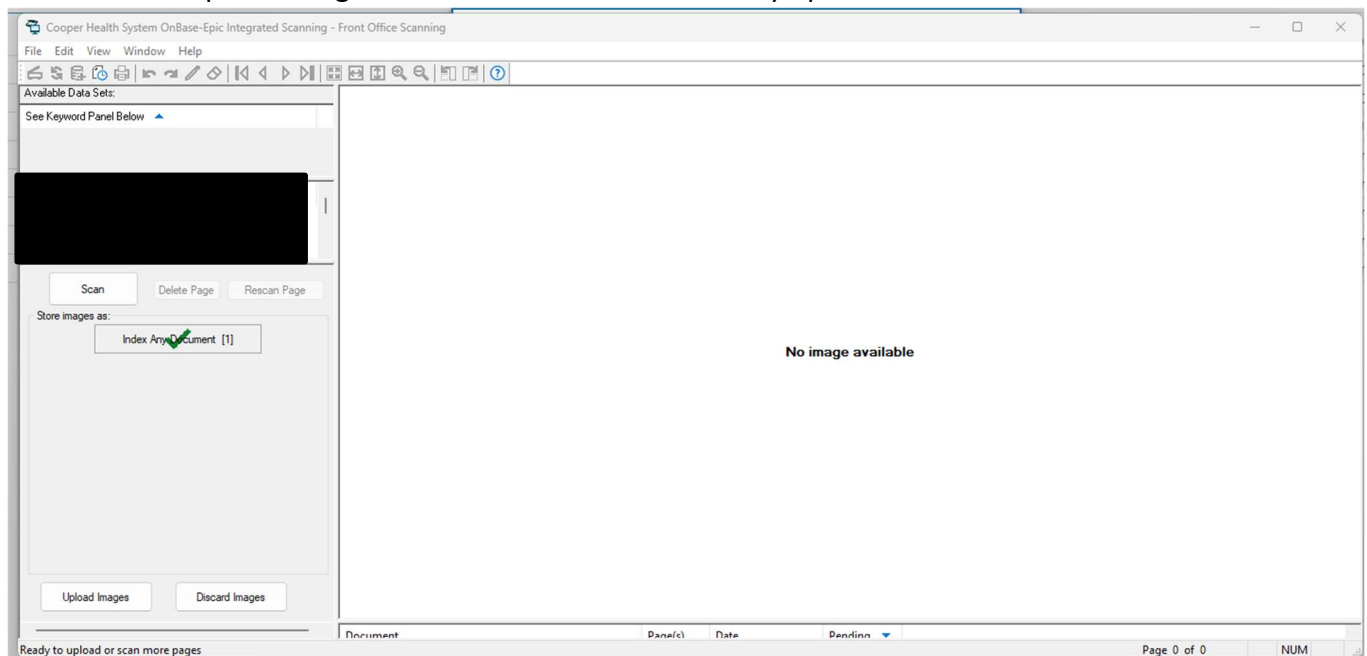 Cooper Health System OnBase-Epic Integrated Scanning - Front Office Scanning
File Edit View Window Help
Available Data Sets:
See Keyword Panel Below
Scan Delete Page Rescan Page
Store images as:
Index Any Document [1]
No image available
Upload Images Discard Images
Document Page(s) Date Pending
Ready to upload or scan more pages Page 0 of 0 NUM